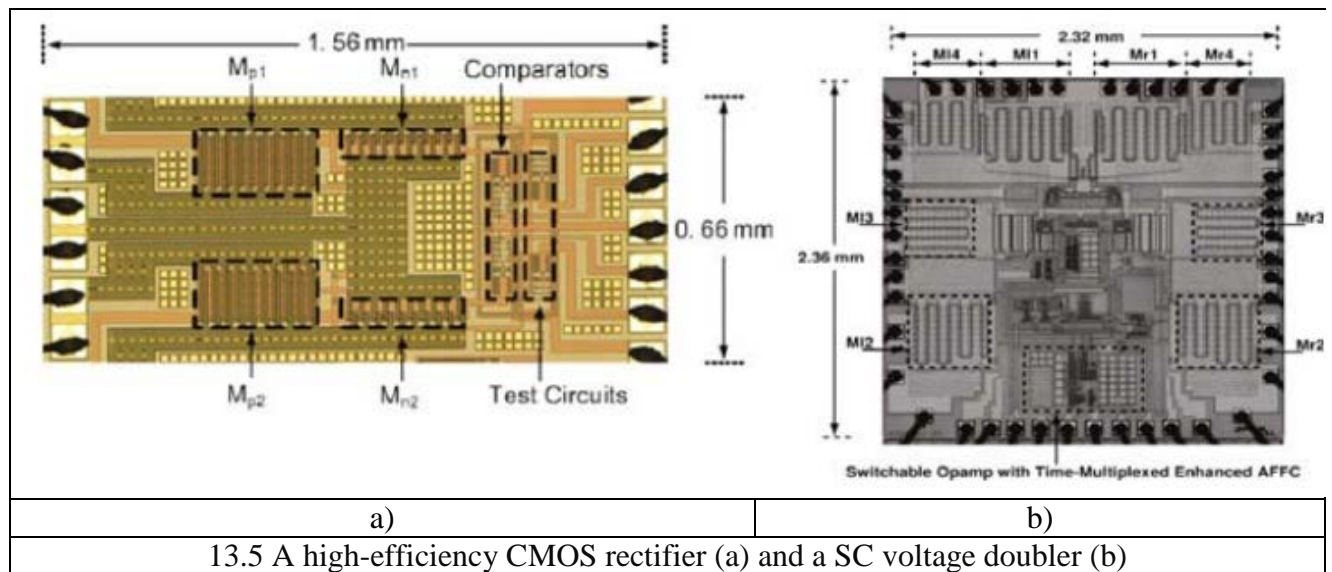 1. 56 mm
Mp1
Mn1
Comparators
0. 66 mm
Mp2
Mn2
Test Circuits
2.32 mm
Ml4
Ml1
Mr1
Mr4
Ml3
Mr3
2.36 mm
Ml2
Mr2
Switchable Opamp with Time-Multiplexed Enhanced AFFC
a)
b)
13.5 A high-efficiency CMOS rectifier (a) and a SC voltage doubler (b)